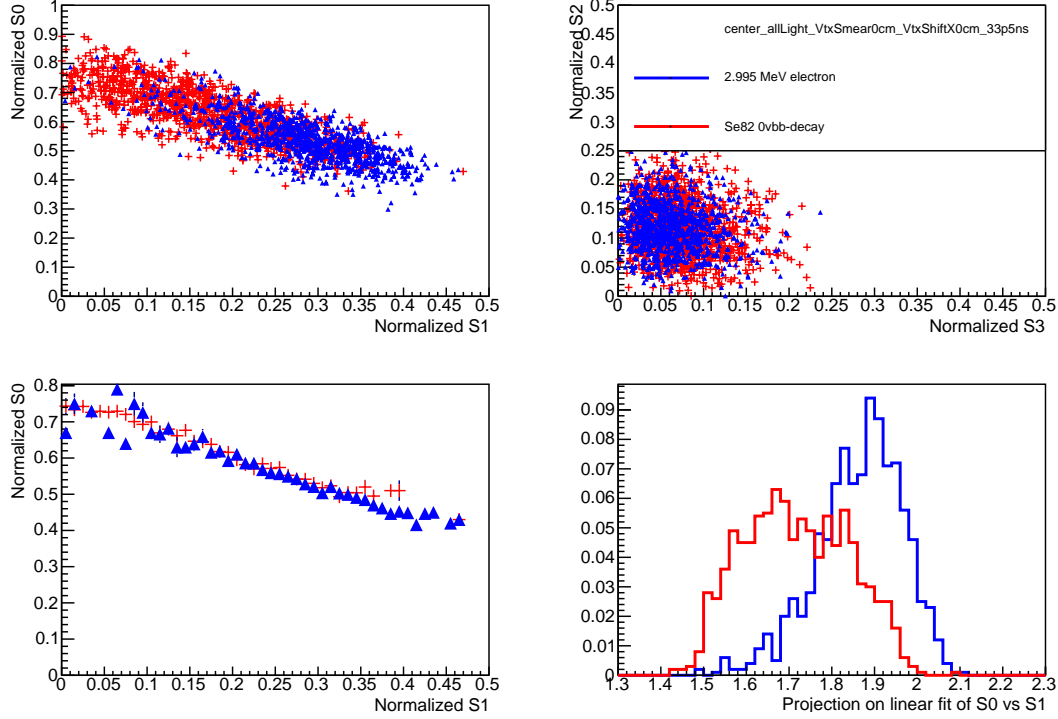 Normalized S0
1
0.9
0.8
0.7
0.6
0.5
0.4
0.3
0.2
0.1
0
0 0.05 0.1 0.15 0.2 0.25 0.3 0.35 0.4 0.45 0.5
Normalized S1
Normalized S2
0.5
0.45
0.4
0.35
0.3
0.25
0.2
0.15
0.1
0.05
0
center_allLight_VtxSmear0cm_VtxShiftX0cm_33p5ns
2.995 MeV electron
Se82 0vbb-decay
0 0.05 0.1 0.15 0.2 0.25 0.3 0.35 0.4 0.45 0.5
Normalized S3
Normalized S0
0.8
0.7
0.6
0.5
0.4
0.3
0.2
0.1
0
0 0.05 0.1 0.15 0.2 0.25 0.3 0.35 0.4 0.45 0.5
Normalized S1
0.09
0.08
0.07
0.06
0.05
0.04
0.03
0.02
0.01
0
1.3 1.4 1.5 1.6 1.7 1.8 1.9 2 2.1 2.2 2.3
Projection on linear fit of S0 vs S1